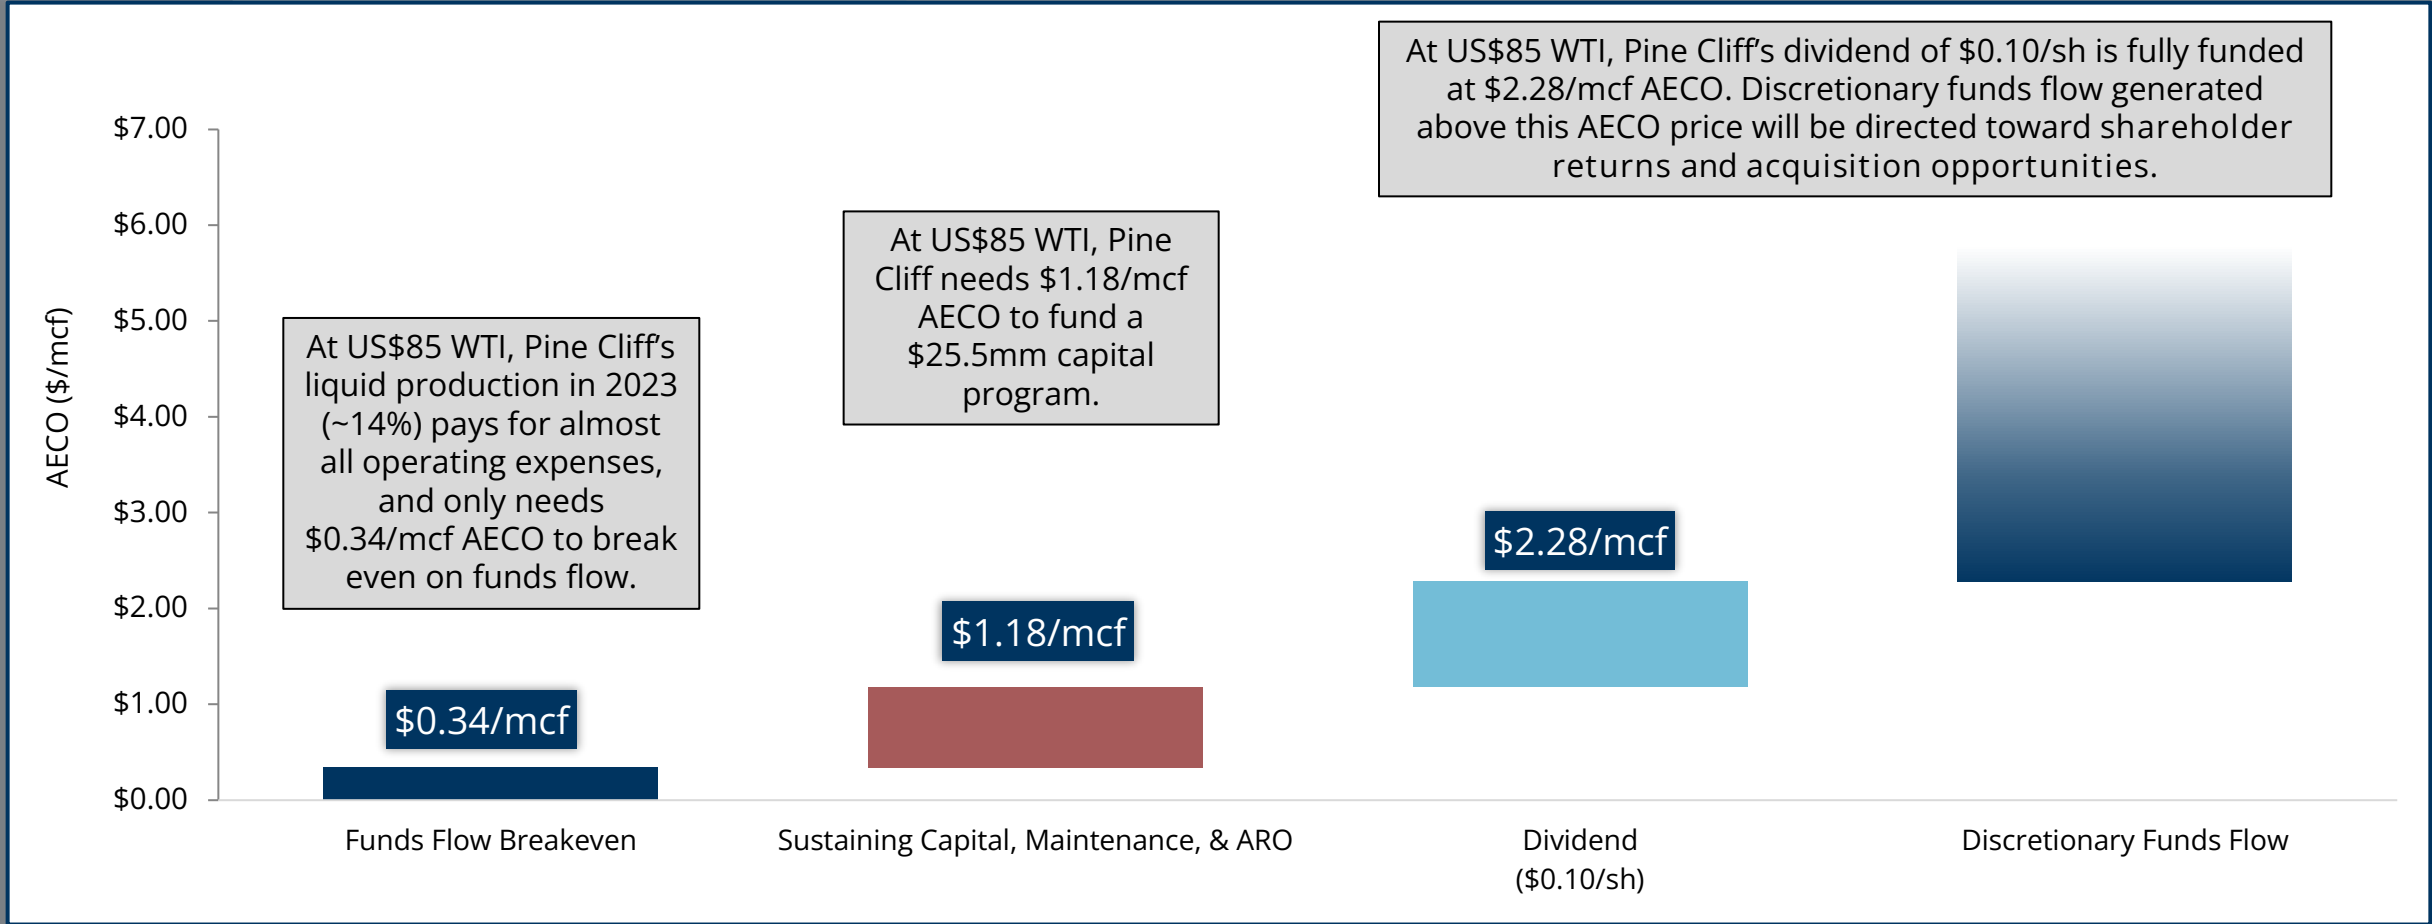 At US$85 WTI, Pine Cliff’s dividend of $0.10/sh is fully funded
at $2.28/mcf AECO. Discretionary funds flow generated
above this AECO price will be directed toward shareholder
returns and acquisition opportunities.
At US$85 WTI, Pine
Cliff needs $1.18/mcf
AECO to fund a
$25.5mm capital
program.
At US$85 WTI, Pine Cliff’s
liquid production in 2023
(~14%) pays for almost
all operating expenses,
and only needs
$0.34/mcf AECO to break
even on funds flow.
AECO ($/mcf)
$7.00
$6.00
$5.00
$4.00
$3.00
$2.00
$1.00
$0.00
$0.34/mcf
$1.18/mcf
$2.28/mcf
Funds Flow Breakeven
Sustaining Capital, Maintenance, & ARO
Dividend
($0.10/sh)
Discretionary Funds Flow